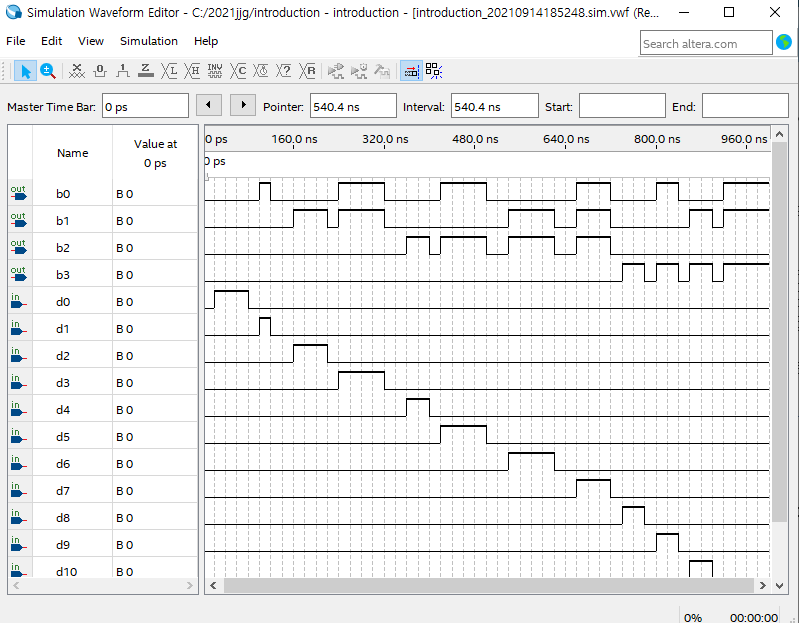 Simulation Waveform Editor - C:/2021jjg/introduction - introduction - [introduction_20210914185248.sim.vwf (Re...
File Edit View Simulation Help
Search altera.com
Master Time Bar: 0 ps Pointer: 540.4 ns Interval: 540.4 ns Start: End:
Name
Value at
0 ps
0 ps 160.0 ns 320.0 ns 480.0 ns 640.0 ns 800.0 ns 960.0 ns
0 ps
out b0 B 0
out b1 B 0
out b2 B 0
out b3 B 0
in d0 B 0
in d1 B 0
in d2 B 0
in d3 B 0
in d4 B 0
in d5 B 0
in d6 B 0
in d7 B 0
in d8 B 0
in d9 B 0
in d10 B 0
0% 00:00:00